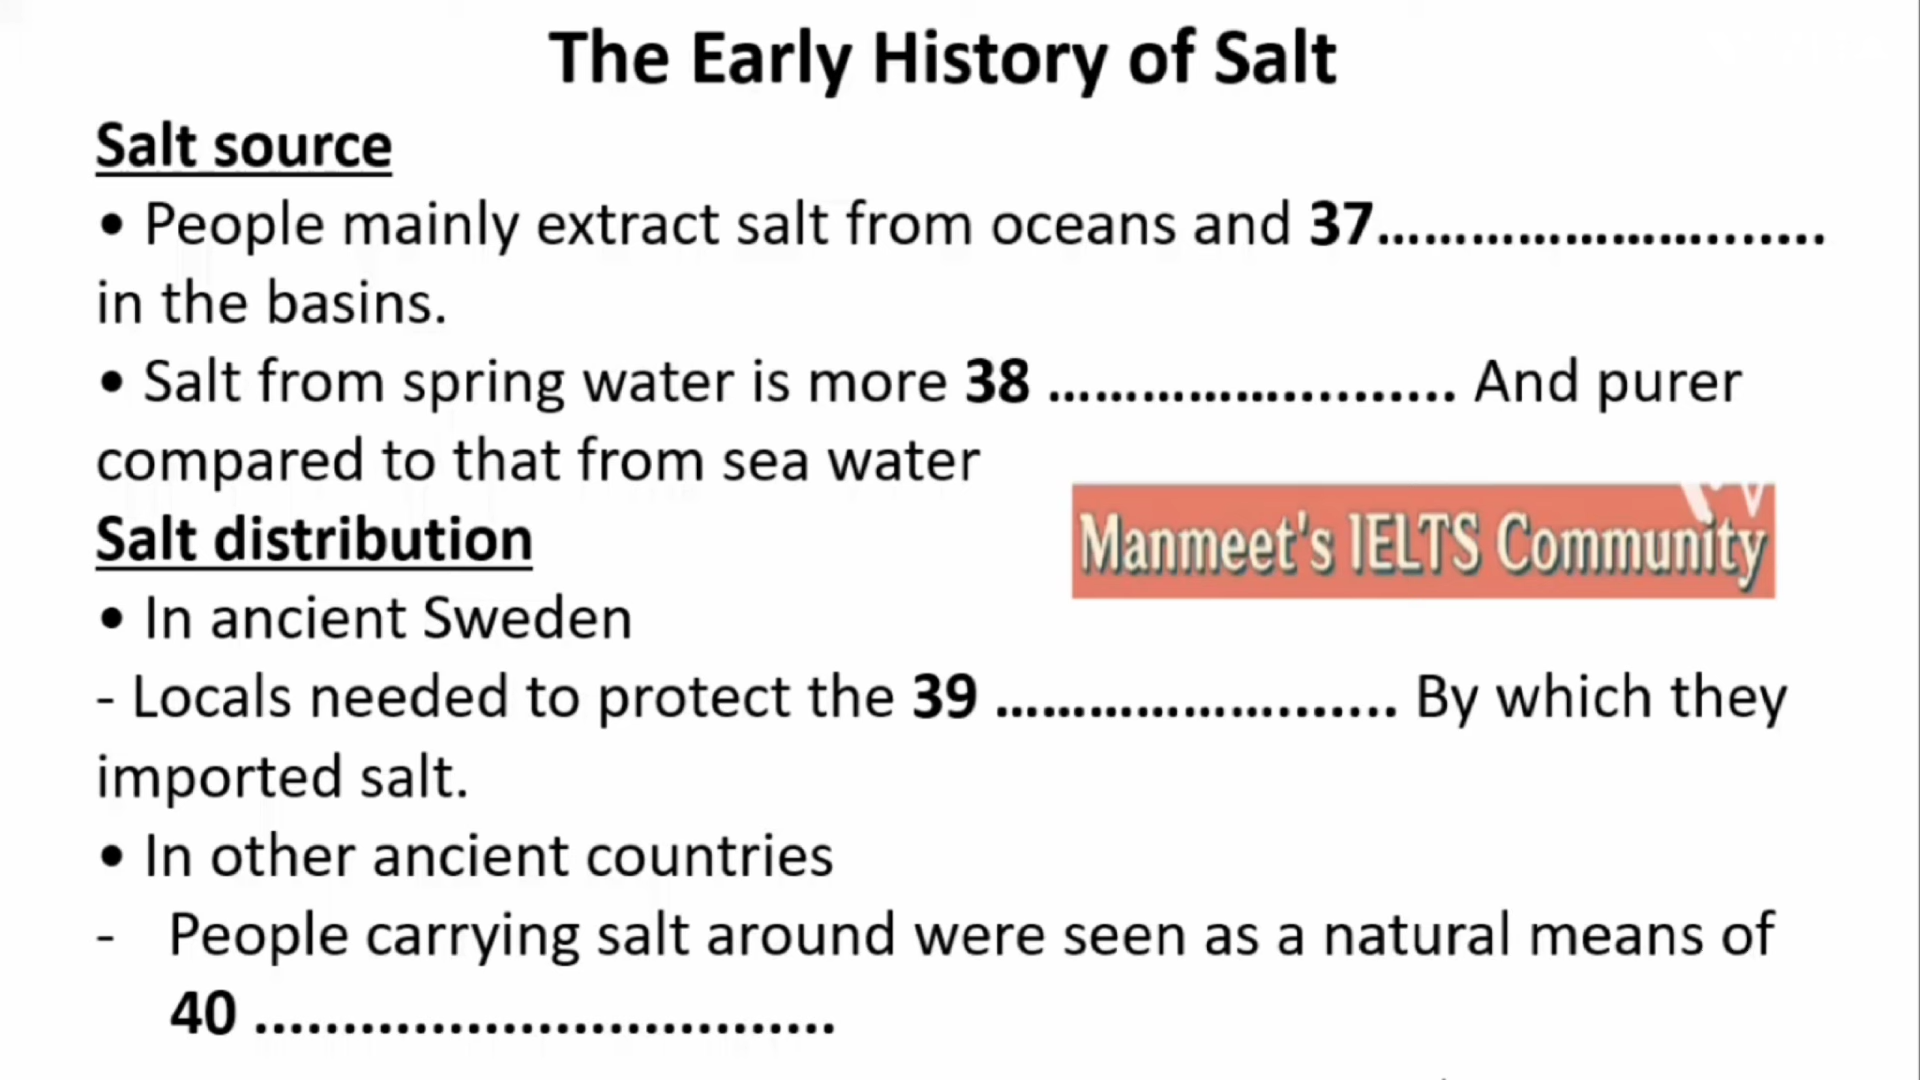 The Early History of Salt
Salt source
• People mainly extract salt from oceans and 37..............................
in the basins.
• Salt from spring water is more 38 ........................... And purer
compared to that from sea water
Manmeet's IELTS Community
Salt distribution
• In ancient Sweden
- Locals needed to protect the 39 ........................... By which they
imported salt.
• In other ancient countries
- People carrying salt around were seen as a natural means of
40 .................................